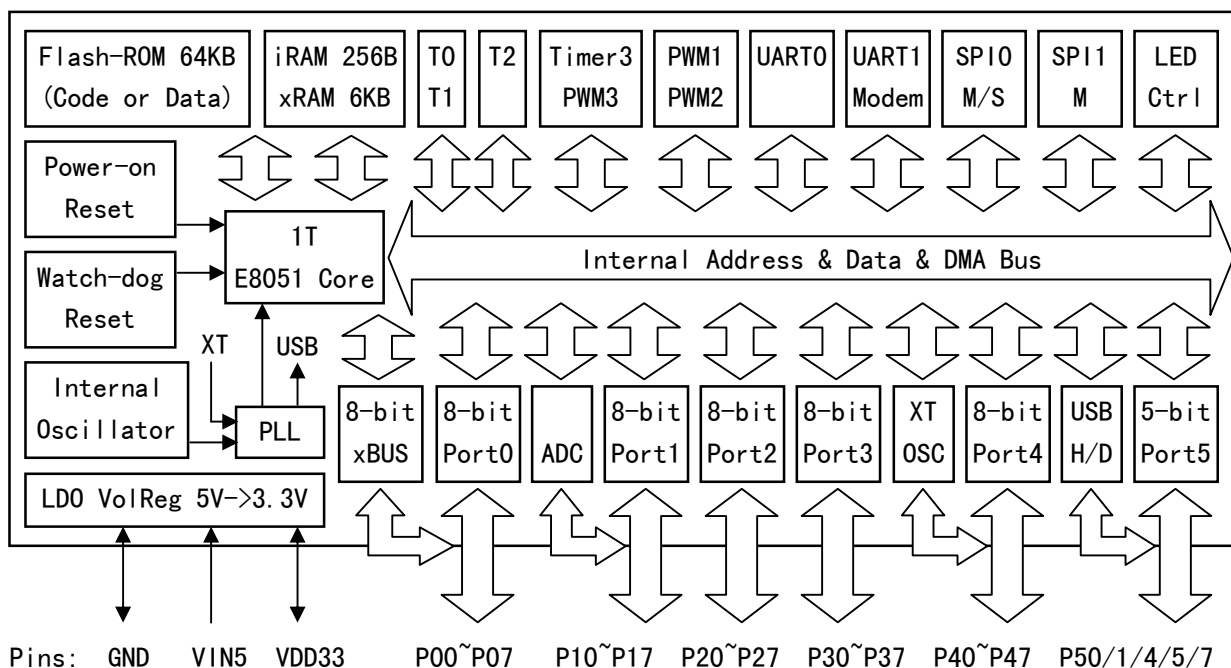 Flash-ROM 64KB
(Code or Data)
iRAM 256B
xRAM 6KB
T0
T1
T2
Timer3
PWM3
PWM1
PWM2
UART0
UART1
Modem
SPI0
M/S
SPI1
M
LED
Ctrl
Power-on
Reset
1T
E8051 Core
Internal Address & Data & DMA Bus
Watch-dog
Reset
XT
USB
Internal
Oscillator
PLL
8-bit
xBUS
8-bit
Port0
ADC
8-bit
Port1
8-bit
Port2
8-bit
Port3
XT
OSC
8-bit
Port4
USB
H/D
5-bit
Port5
LDO VolReg 5V->3.3V
Pins: GND VIN5 VDD33 P00~P07 P10~P17 P20~P27 P30~P37 P40~P47 P50/1/4/5/7